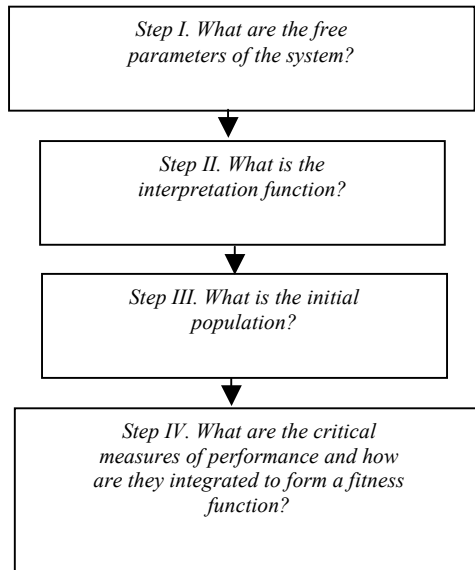 Step I. What are the free
parameters of the system?
Step II. What is the
interpretation function?
Step III. What is the initial
population?
Step IV. What are the critical
measures of performance and how
are they integrated to form a fitness
function?